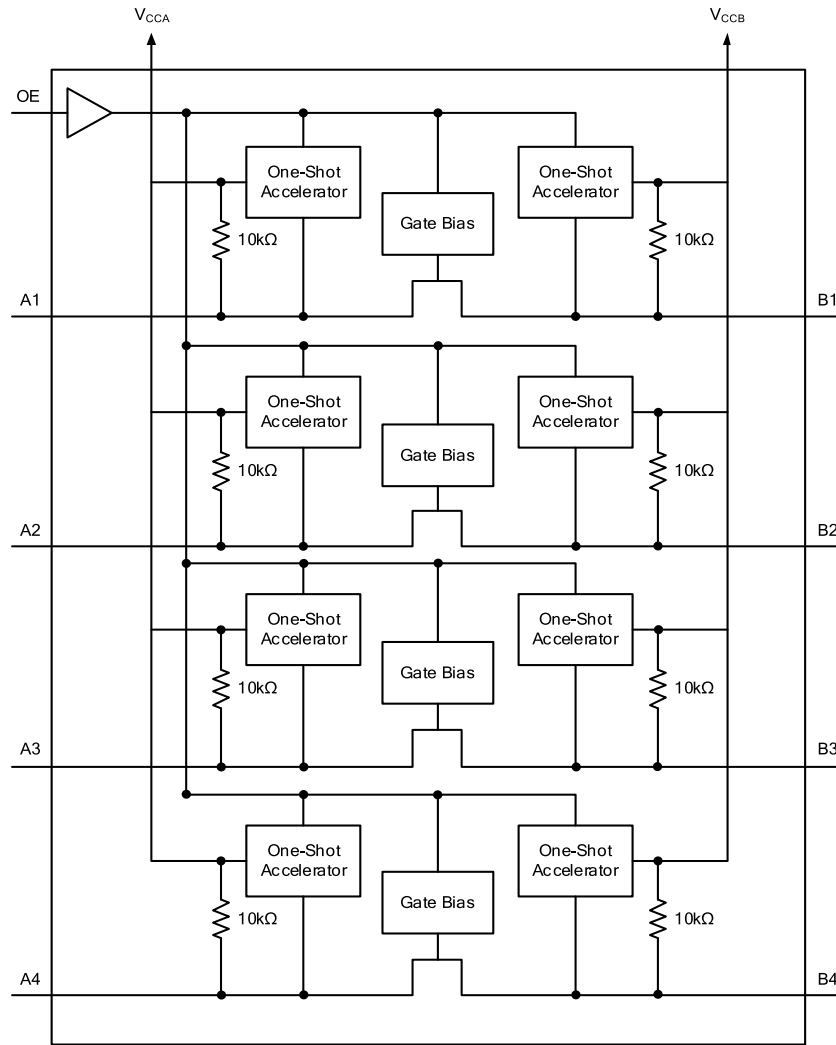 VCCA
VCCB
OE
One-Shot
Accelerator
One-Shot
Accelerator
Gate Bias
10kΩ
10kΩ
A1
B1
One-Shot
Accelerator
One-Shot
Accelerator
Gate Bias
10kΩ
10kΩ
A2
B2
One-Shot
Accelerator
One-Shot
Accelerator
Gate Bias
10kΩ
10kΩ
A3
B3
One-Shot
Accelerator
One-Shot
Accelerator
Gate Bias
10kΩ
10kΩ
A4
B4